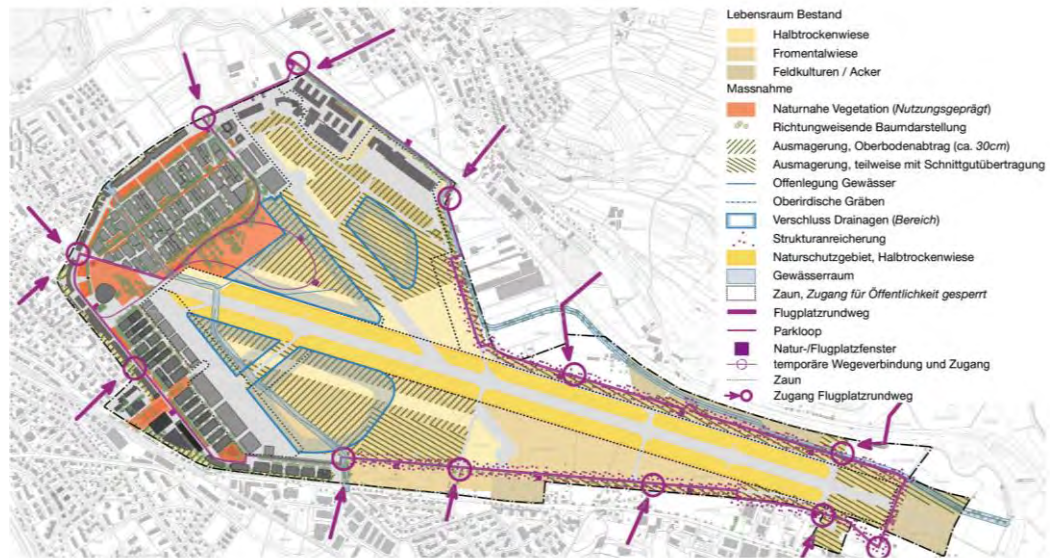 Lebensraum Bestand
Halbtrockenwiese
Fromentalwiese
Feldkulturen / Acker
Massnahme
Naturnahe Vegetation (Nutzungsgeprägt)
Richtungweisende Baumdarstellung
Ausmagerung, Oberbodenabtrag (ca. 30cm)
Ausmagerung, teilweise mit Schnittgutübertragung
Offenlegung Gewässer
Oberirdische Gräben
Verschluss Drainagen (Bereich)
Strukturanreicherung
Naturschutzgebiet, Halbtrockenwiese
Gewässerraum
Zaun, Zugang für Öffentlichkeit gesperrt
Flugplatzrundweg
Parkloop
Natur-/Flugplatzfenster
temporäre Wegeverbindung und Zugang
Zaun
Zugang Flugplatzrundweg